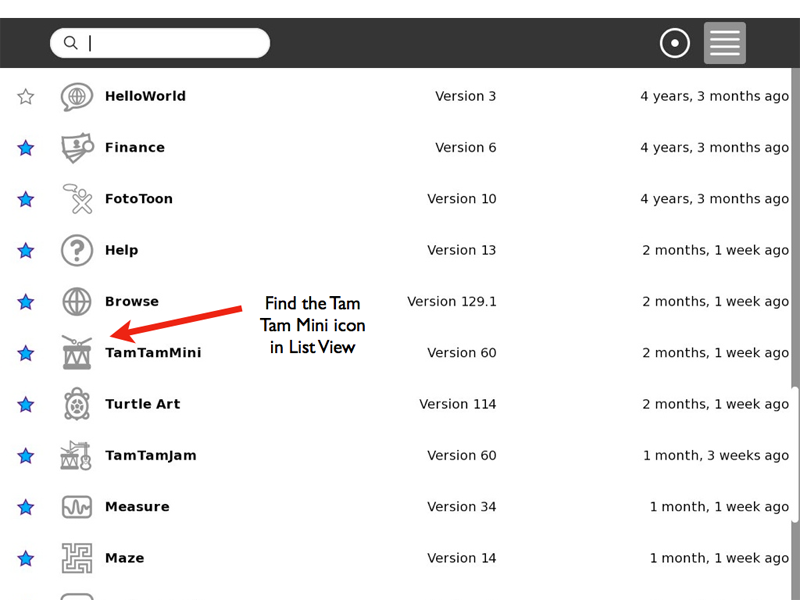 HelloWorld Version 3 4 years, 3 months ago
Finance Version 6 4 years, 3 months ago
FotoToon Version 10 4 years, 3 months ago
Help Version 13 2 months, 1 week ago
Browse Version 129.1 2 months, 1 week ago
Find the Tam
Tam Mini icon
in List View
TamTamMini Version 60 2 months, 1 week ago
Turtle Art Version 114 2 months, 1 week ago
TamTamJam Version 60 1 month, 3 weeks ago
Measure Version 34 1 month, 1 week ago
Maze Version 14 1 month, 1 week ago